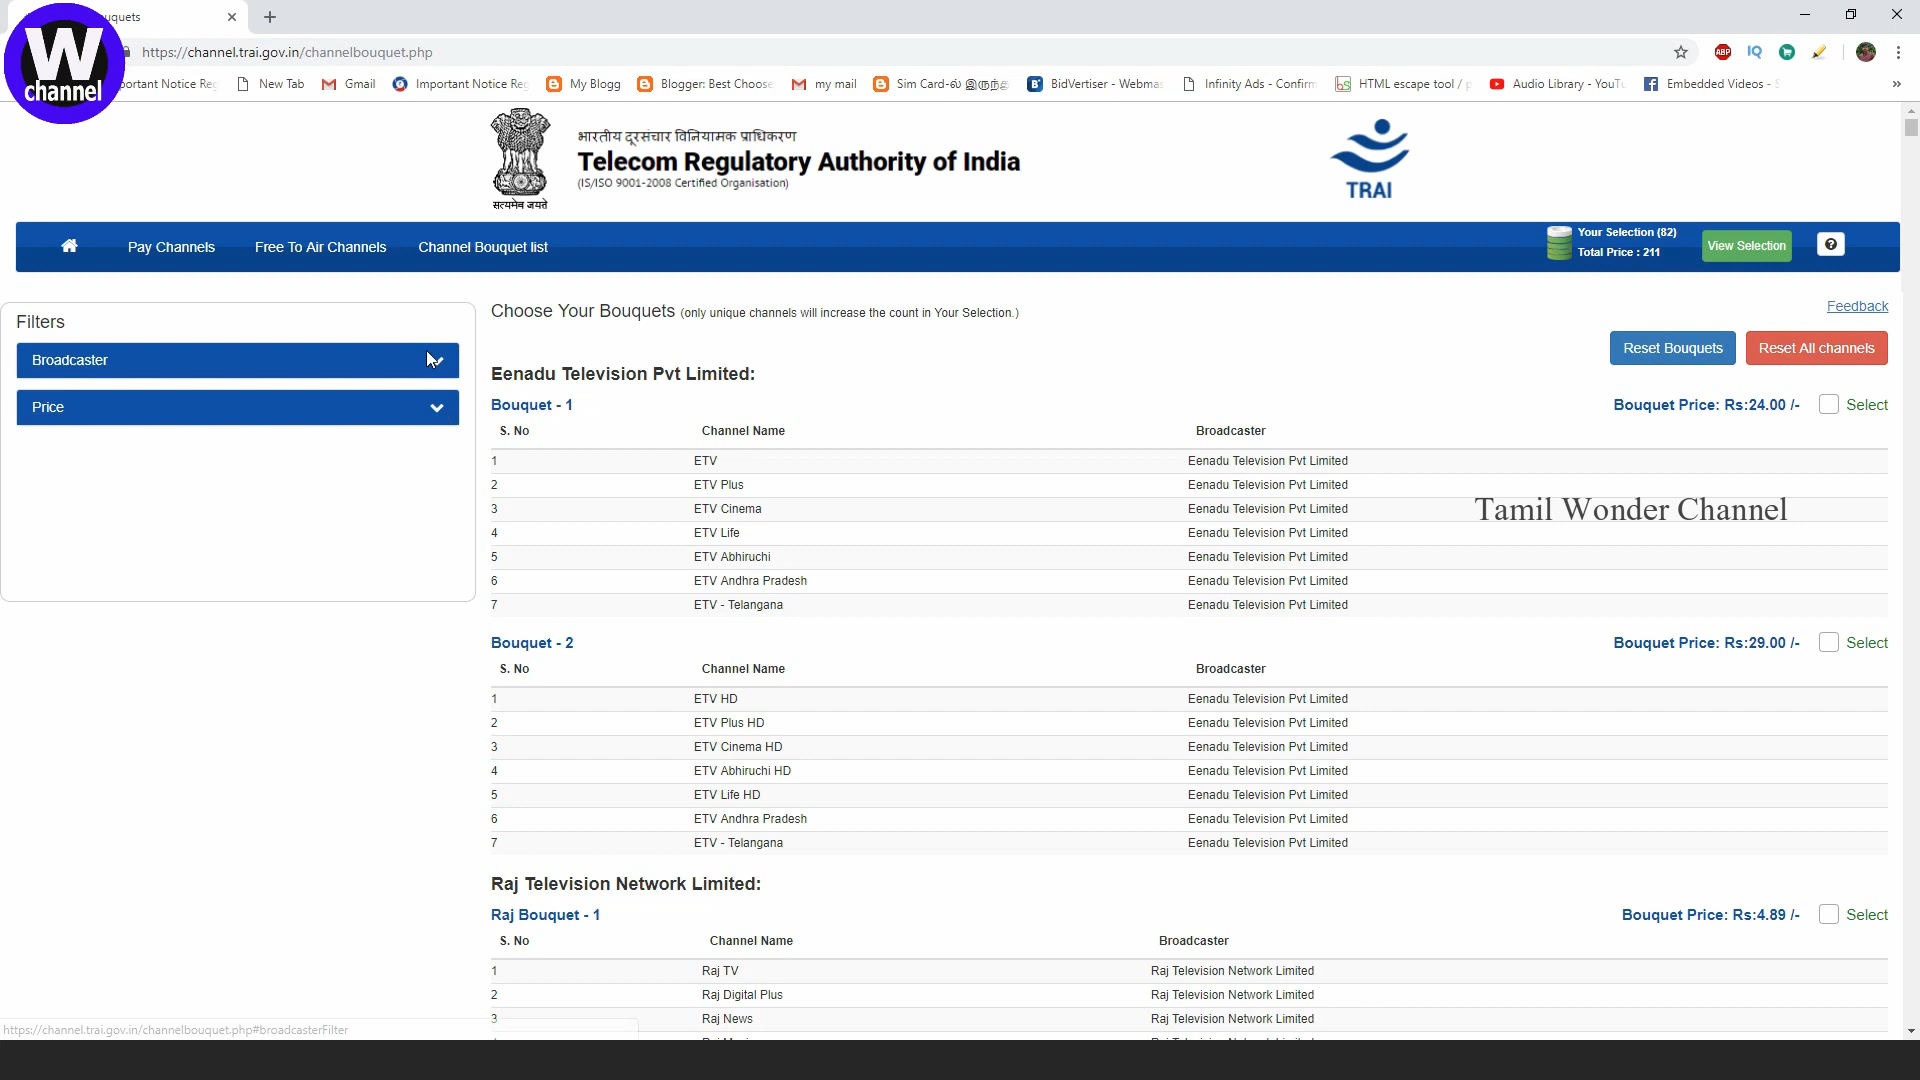 uquets
W
channel
https://channel.trai.gov.in/channelbouquet.php
ABP
IQ
portant Notice Re
New Tab
Gmail
Important Notice Re
My Blogg
Blogger: Best Choose
my mail
Sim Card-ல் இருந்
BidVertiser - Webmas
Infinity Ads - Confirm
HTML escape tool / p
Audio Library - YouTu
Embedded Videos - S
भारतीय दूरसंचार विनियामक प्राधिकरण
Telecom Regulatory Authority of India
(IS/ISO 9001-2008 Certified Organisation)
सत्यमेव जयते
TRAI
Pay Channels
Free To Air Channels
Channel Bouquet list
Your Selection (82)
Total Price : 211
View Selection
Filters
Broadcaster
Price
Choose Your Bouquets (only unique channels will increase the count in Your Selection.)
Feedback
Reset Bouquets
Reset All channels
Eenadu Television Pvt Limited:
Bouquet - 1 Bouquet Price: Rs:24.00 /- Select
S. No Channel Name Broadcaster
1 ETV Eenadu Television Pvt Limited
2 ETV Plus Eenadu Television Pvt Limited
3 ETV Cinema Eenadu Television Pvt Limited
Tamil Wonder Channel
4 ETV Life Eenadu Television Pvt Limited
5 ETV Abhiruchi Eenadu Television Pvt Limited
6 ETV Andhra Pradesh Eenadu Television Pvt Limited
7 ETV - Telangana Eenadu Television Pvt Limited
Bouquet - 2 Bouquet Price: Rs:29.00 /- Select
S. No Channel Name Broadcaster
1 ETV HD Eenadu Television Pvt Limited
2 ETV Plus HD Eenadu Television Pvt Limited
3 ETV Cinema HD Eenadu Television Pvt Limited
4 ETV Abhiruchi HD Eenadu Television Pvt Limited
5 ETV Life HD Eenadu Television Pvt Limited
6 ETV Andhra Pradesh Eenadu Television Pvt Limited
7 ETV - Telangana Eenadu Television Pvt Limited
Raj Television Network Limited:
Raj Bouquet - 1 Bouquet Price: Rs:4.89 /- Select
S. No Channel Name Broadcaster
1 Raj TV Raj Television Network Limited
2 Raj Digital Plus Raj Television Network Limited
3 Raj News Raj Television Network Limited
https://channel.trai.gov.in/channelbouquet.php#broadcasterFilter